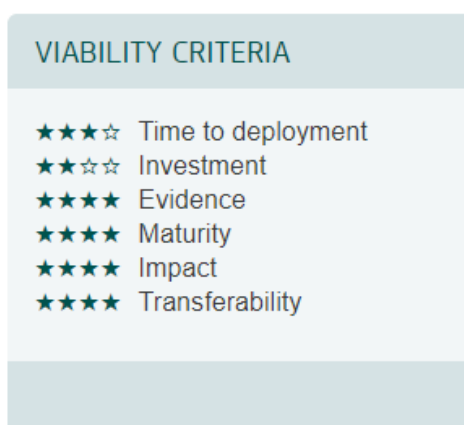 VIABILITY CRITERIA
★★★☆ Time to deployment
★★☆☆ Investment
★★★★ Evidence
★★★★ Maturity
★★★★ Impact
★★★★ Transferability